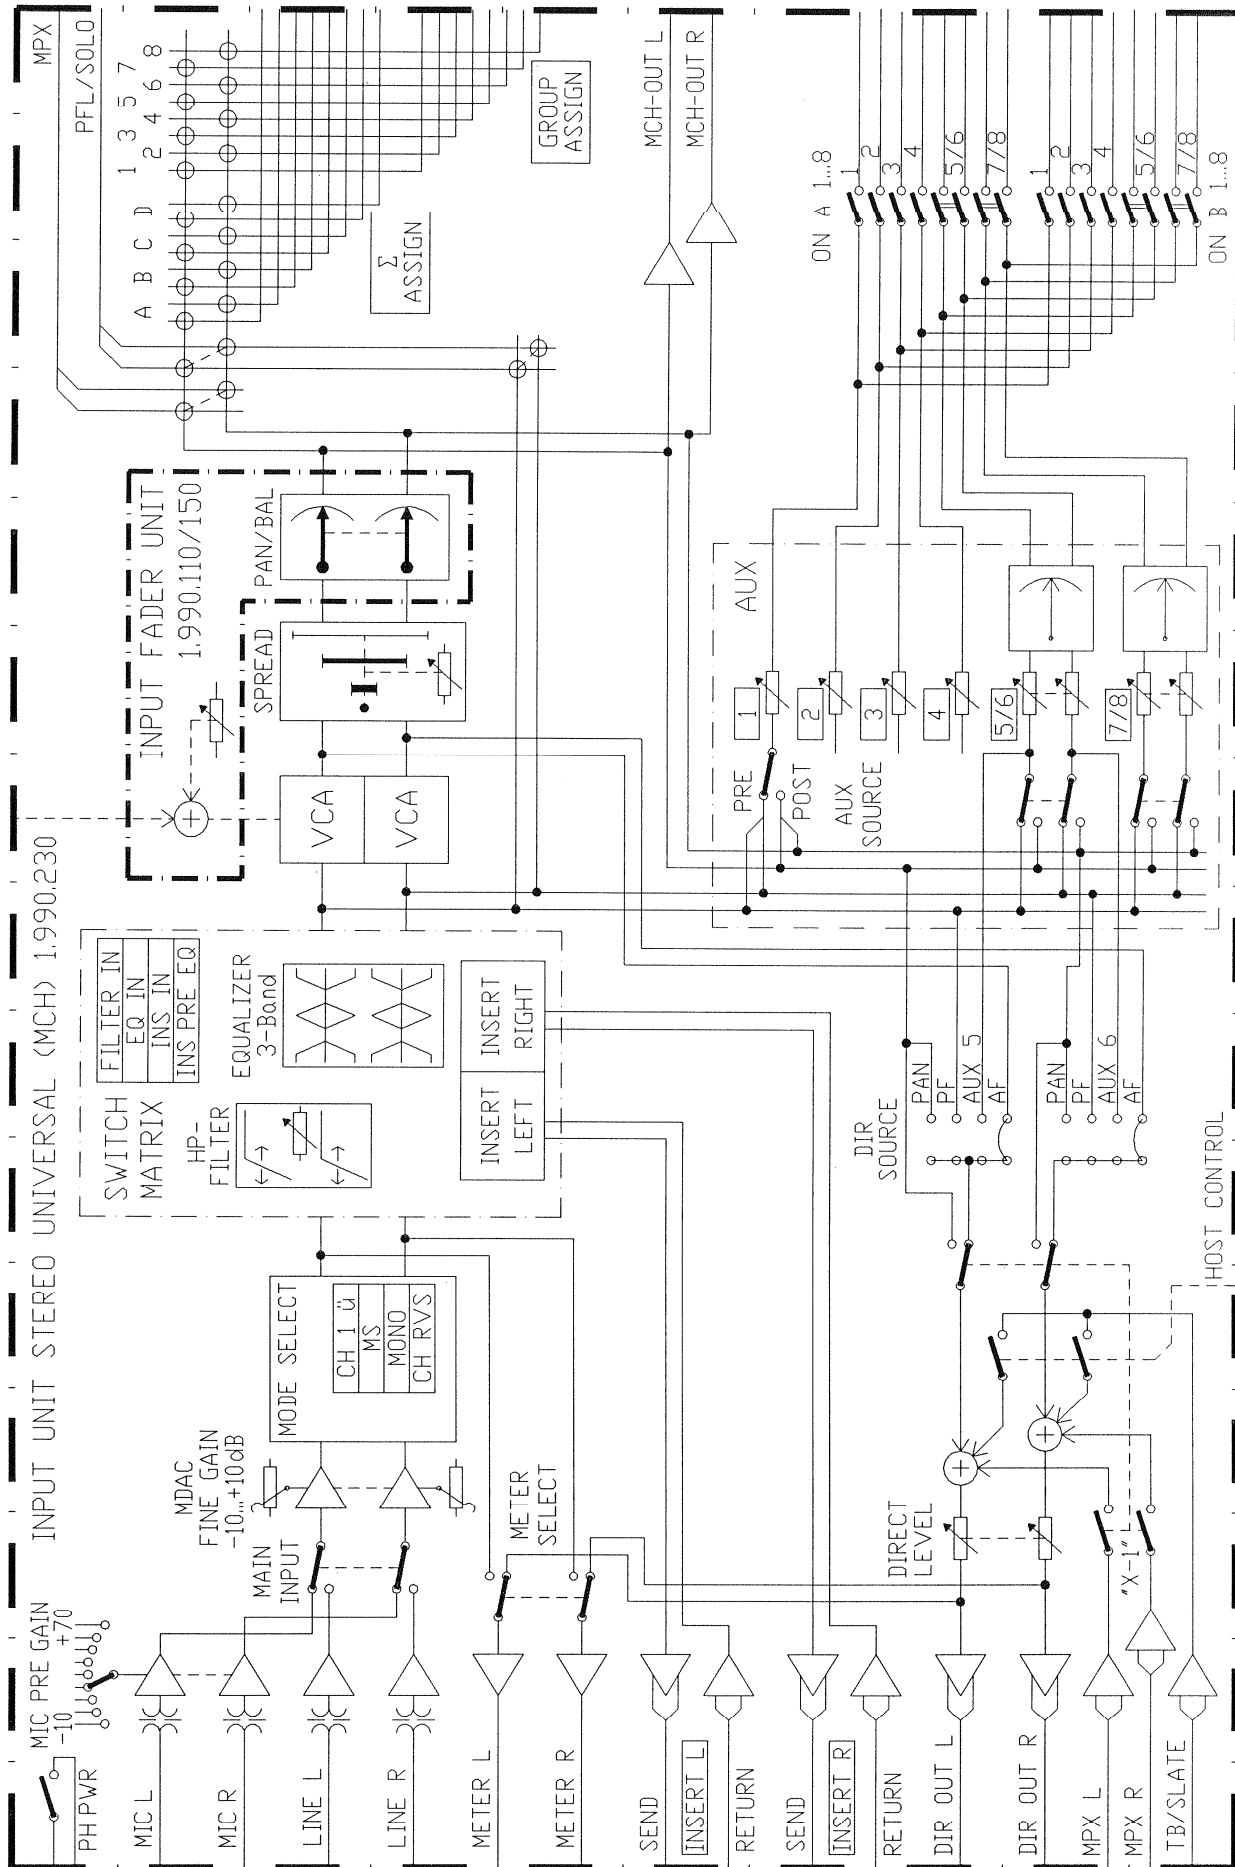 INPUT UNIT STEREO UNIVERSAL (MCH) 1.990.230
PH PWR
MIC PRE GAIN
-10
+70
MIC L
MIC R
LINE L
LINE R
METER L
METER R
SEND
INSERT L
RETURN
SEND
INSERT R
RETURN
DIR OUT L
DIR OUT R
MPX L
MPX R
TB/SLATE
MAIN
INPUT
MDAC
FINE GAIN
-10...+10dB
METER
SELECT
MODE SELECT
CH 1 ü
MS
MONO
CH RVS
SWITCH
MATRIX
FILTER IN
EQ IN
INS IN
INS PRE EQ
HP-
FILTER
EQUALIZER
3-Band
INSERT
LEFT
INSERT
RIGHT
DIRECT
LEVEL
"X-1"
HOST CONTROL
DIR
SOURCE
PAN
PF
AUX 5
AF
PAN
PF
AUX 6
AF
INPUT FADER UNIT
1.990.110/150
VCA
VCA
SPREAD
PAN/BAL
AUX
PRE
POST
AUX
SOURCE
1
2
3
4
5/6
7/8
MPX
PFL/SOLO
A B C D
1 3 5 7
2 4 6 8
Σ
ASSIGN
GROUP
ASSIGN
MCH-OUT L
MCH-OUT R
ON A 1...8
1
2
3
4
5/6
7/8
1
2
3
4
5/6
7/8
ON B 1...8